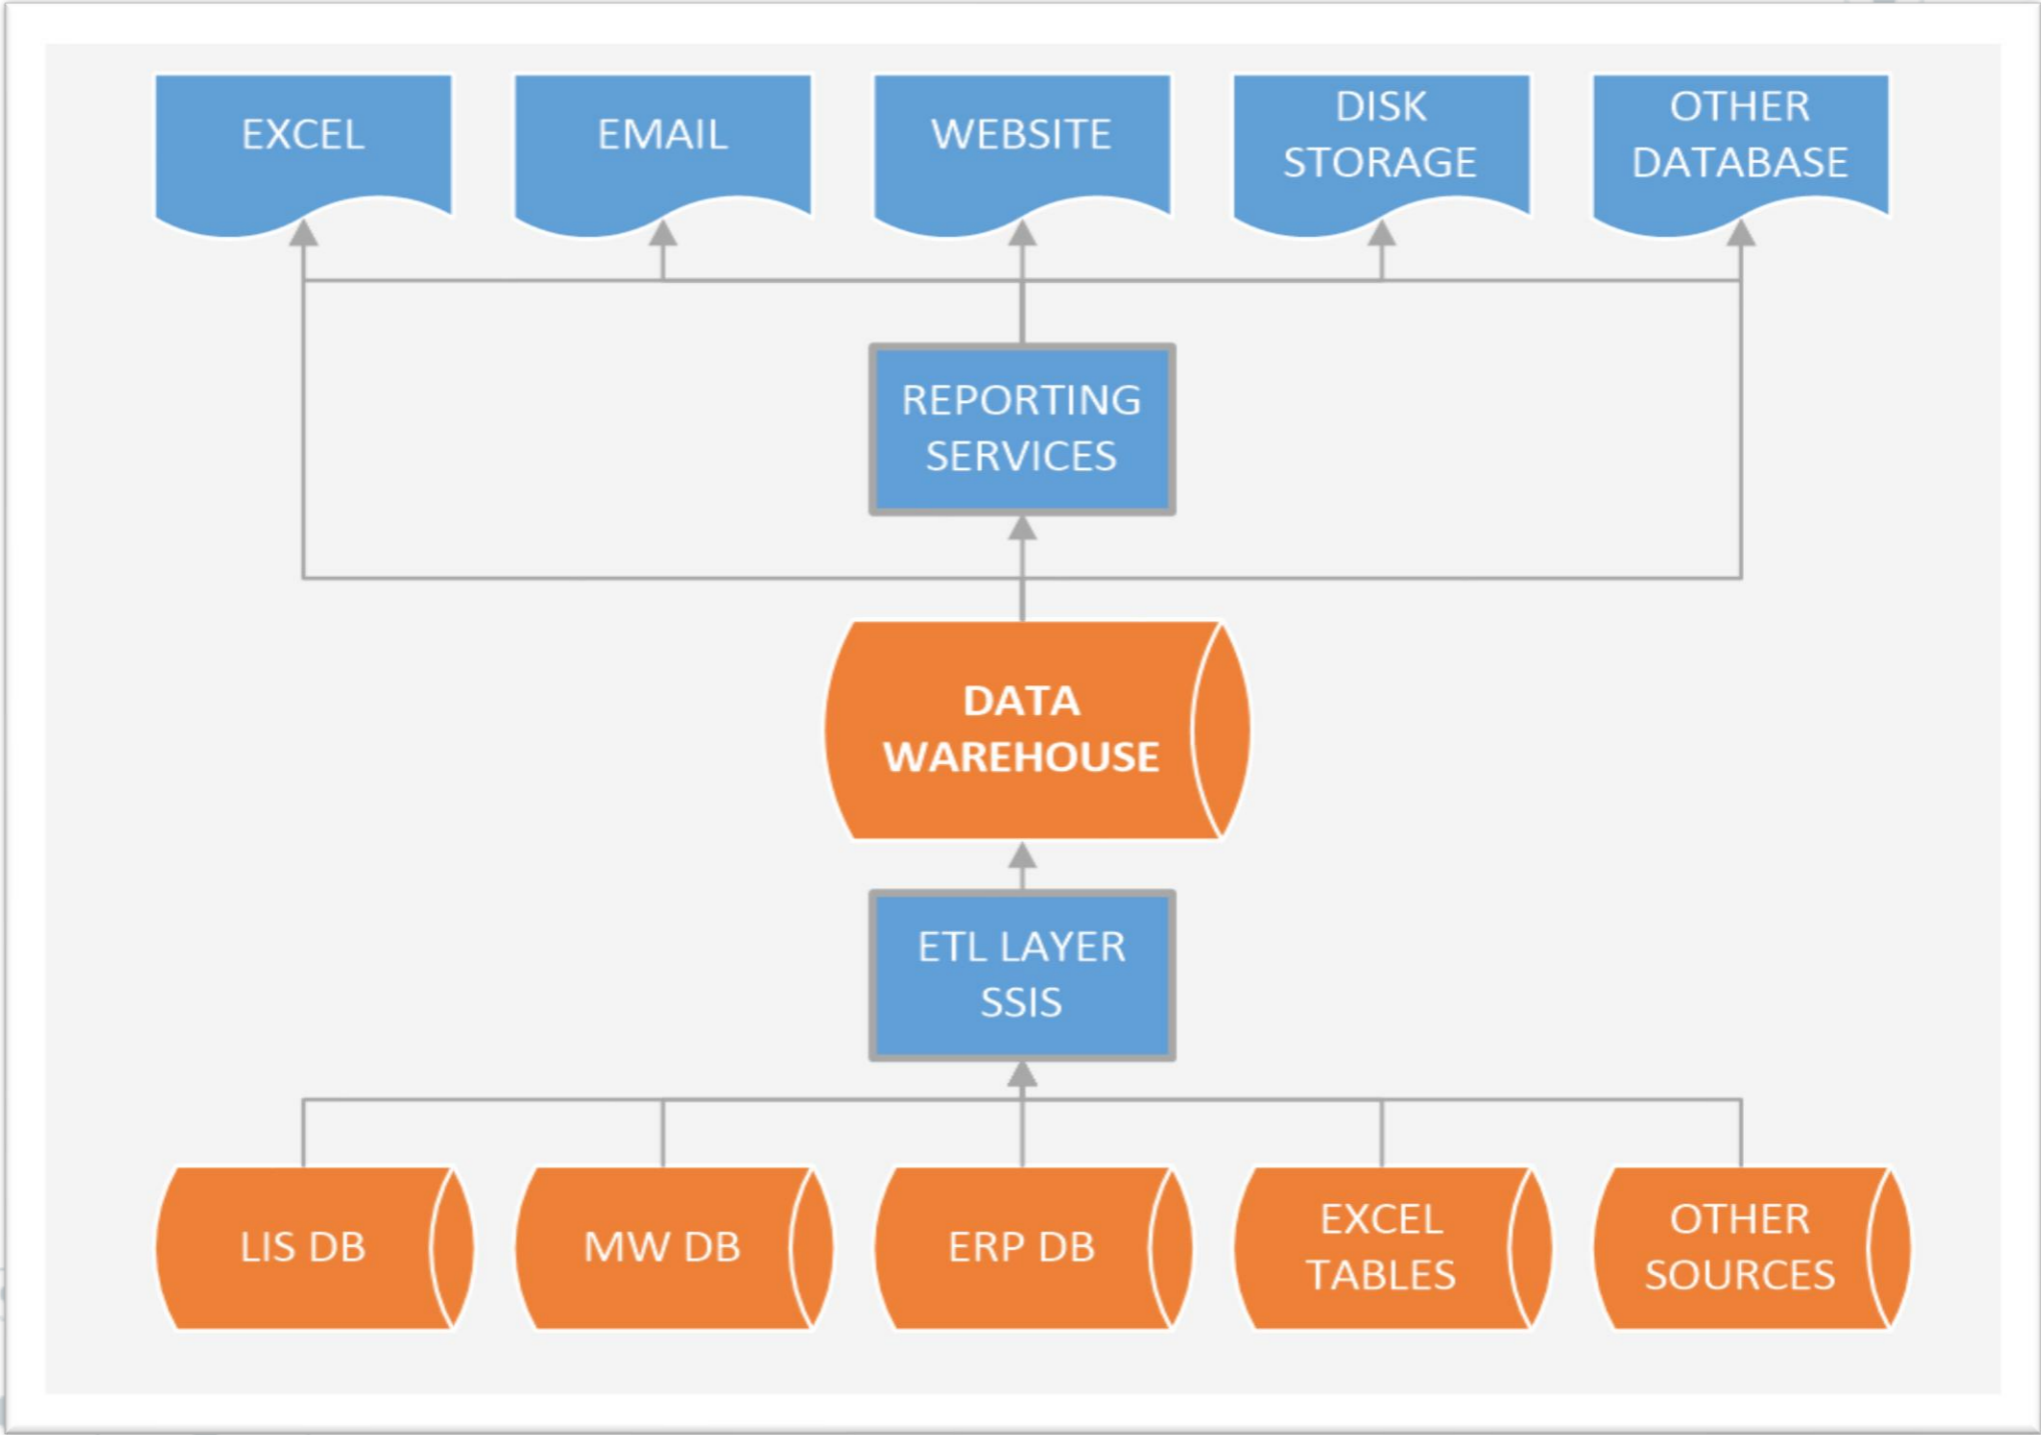 EXCEL
EMAIL
WEBSITE
DISK
STORAGE
OTHER
DATABASE
REPORTING
SERVICES
DATA
WAREHOUSE
ETL LAYER
SSIS
LIS DB
MW DB
ERP DB
EXCEL
TABLES
OTHER
SOURCES